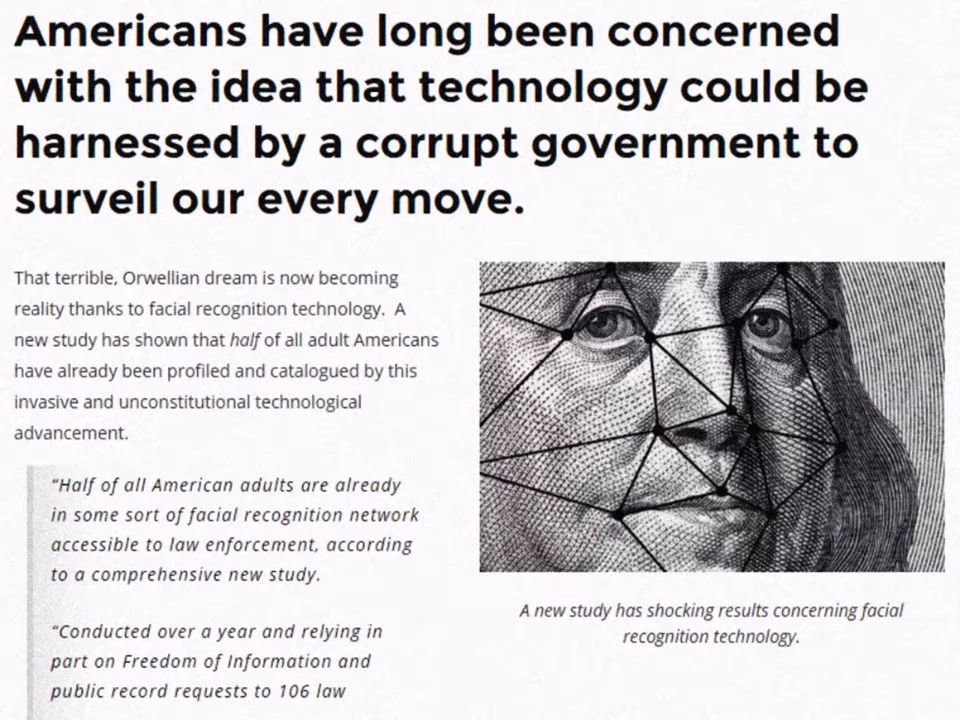 Americans have long been concerned
with the idea that technology could be
harnessed by a corrupt government to
surveil our every move.
That terrible, Orwellian dream is now becoming
reality thanks to facial recognition technology.  A
new study has shown that half of all adult Americans
have already been profiled and catalogued by this
invasive and unconstitutional technological
advancement.
“Half of all American adults are already
in some sort of facial recognition network
accessible to law enforcement, according
to a comprehensive new study.
“Conducted over a year and relying in
part on Freedom of Information and
public record requests to 106 law
A new study has shocking results concerning facial
recognition technology.